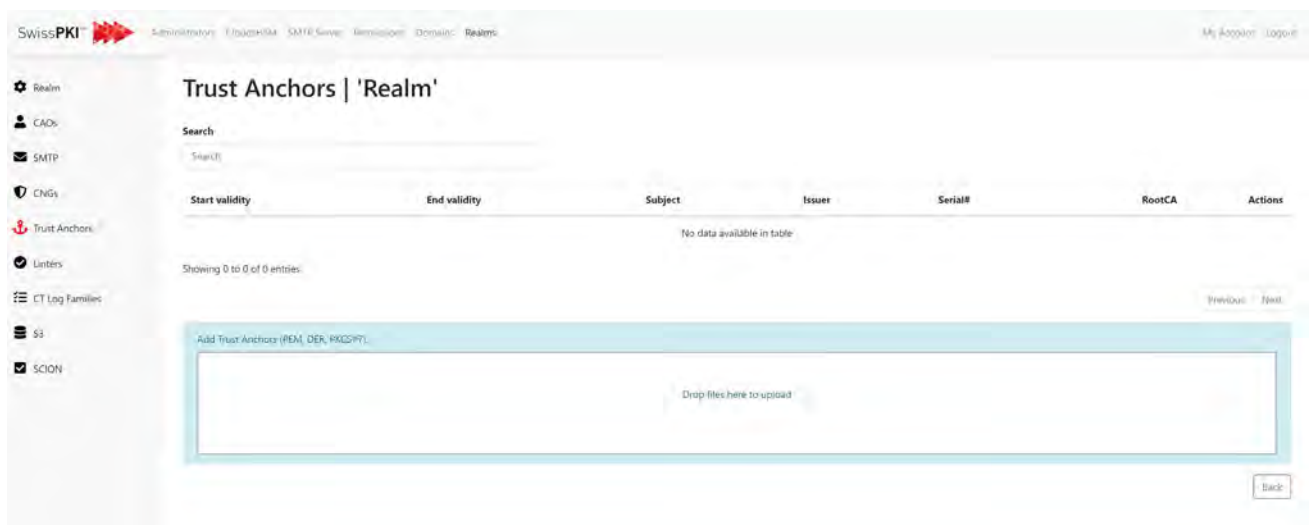 SwissPKI™ Administrators CloudsHSM SMTP Server Permissions Domains Realms My Account Logout
Realm
CAOs
SMTP
CNGs
Trust Anchors
Linters
CT Log Families
S3
SCION
Trust Anchors | 'Realm'
Search
Search
Start validity End validity Subject Issuer Serial# RootCA Actions
No data available in table
Showing 0 to 0 of 0 entries
Previous Next
Add Trust Anchors (PEM, DER, PKCS#7)
Drop files here to upload
Back